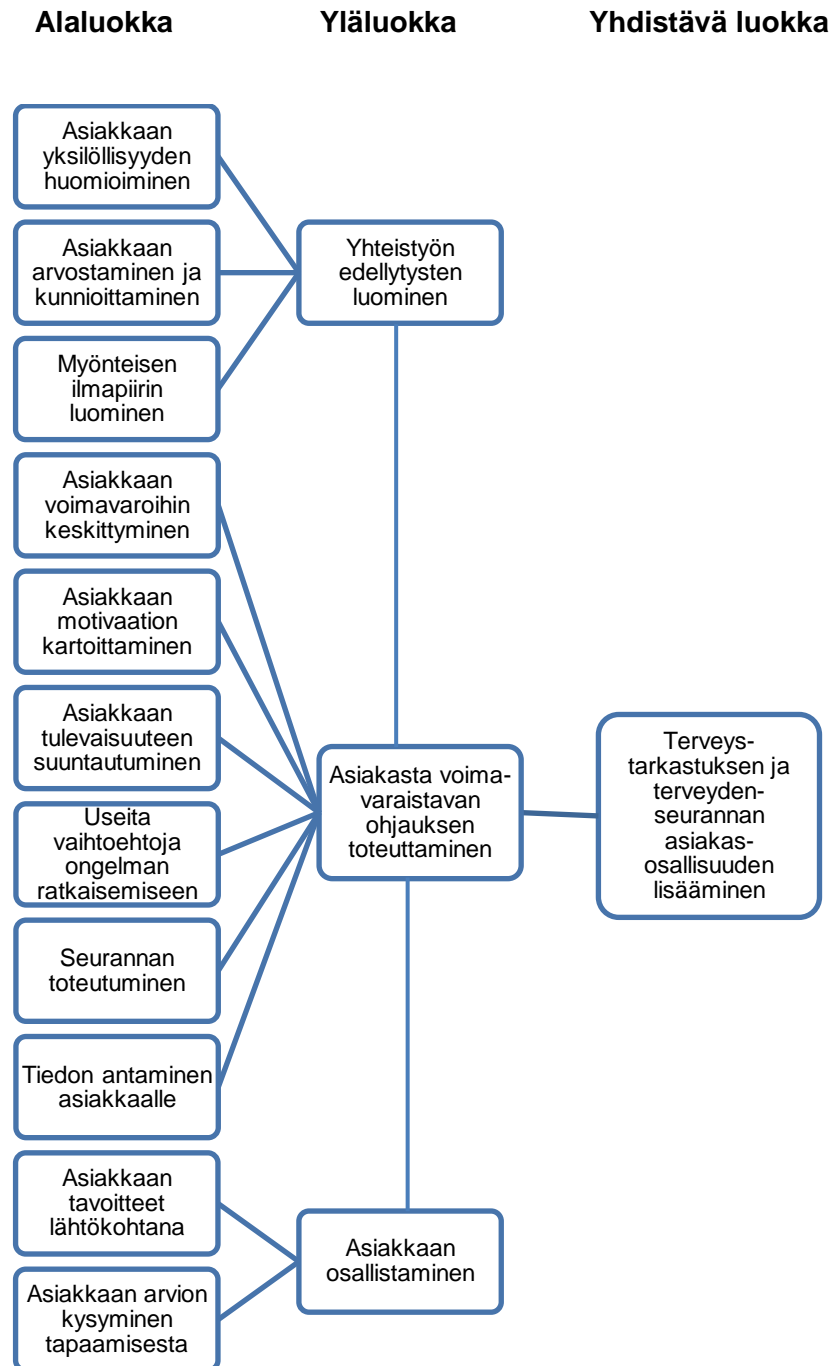 Alaluokka
Yläluokka
Yhdistävä luokka
Asiakkaan
yksilöllisyyden
huomioiminen
Asiakkaan
arvostaminen ja
kunnioittaminen
Myönteisen
ilmapiirin
luominen
Asiakkaan
voimavaroihin
keskittyminen
Asiakkaan
motivaation
kartoittaminen
Asiakkaan
tulevaisuuteen
suuntautuminen
Useita
vaihtoehtoja
ongelman
ratkaisemiseen
Seurannan
toteutuminen
Tiedon antaminen
asiakkaalle
Asiakkaan
tavoitteet
lähtökohtana
Asiakkaan arvion
kysyminen
tapaamisesta
Yhteistyön
edellytysten
luominen
Asiakasta voima-
varaistavan
ohjauksen
toteuttaminen
Asiakkaan
osallistaminen
Terveys-
tarkastuksen ja
terveyden-
seurannan
asiakas-
osallisuuden
lisääminen